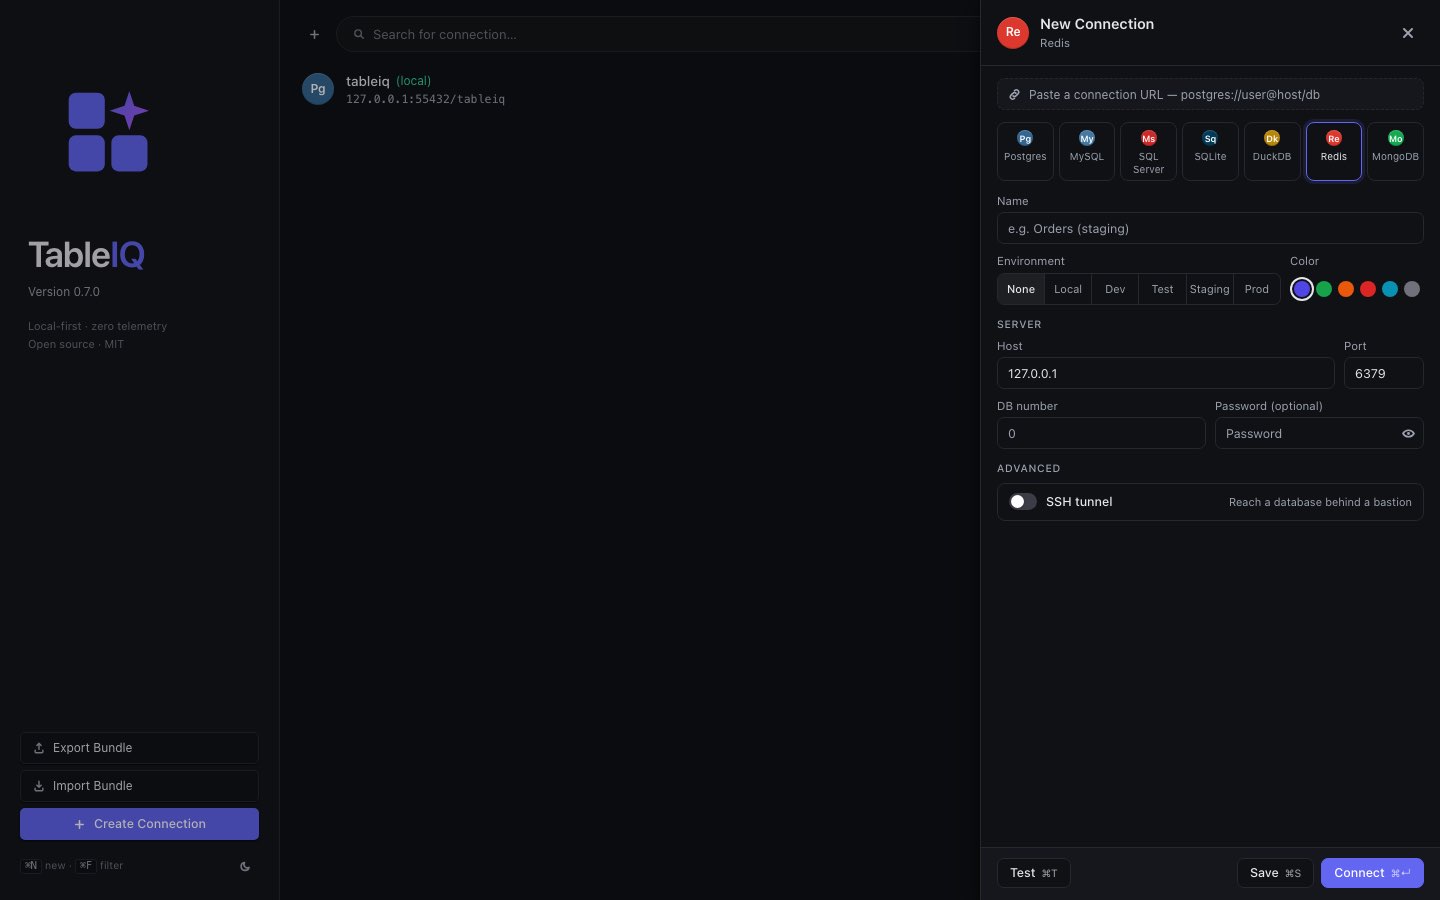 TableIQ
Version 0.7.0
Local-first · zero telemetry
Open source · MIT
Export Bundle
Import Bundle
+ Create Connection
⌘N new · ⌘F filter
+
Search for connection...
Pg
tableiq (local)
127.0.0.1:55432/tableiq
Re
New Connection
Redis
Paste a connection URL — postgres://user@host/db
Pg My Ms Sq Dk Re Mo
Postgres MySQL SQL Server SQLite DuckDB Redis MongoDB
Name
e.g. Orders (staging)
Environment Color
None Local Dev Test Staging Prod
SERVER
Host Port
127.0.0.1 6379
DB number Password (optional)
0 Password
ADVANCED
SSH tunnel Reach a database behind a bastion
Test ⌘T Save ⌘S Connect ⌘↵